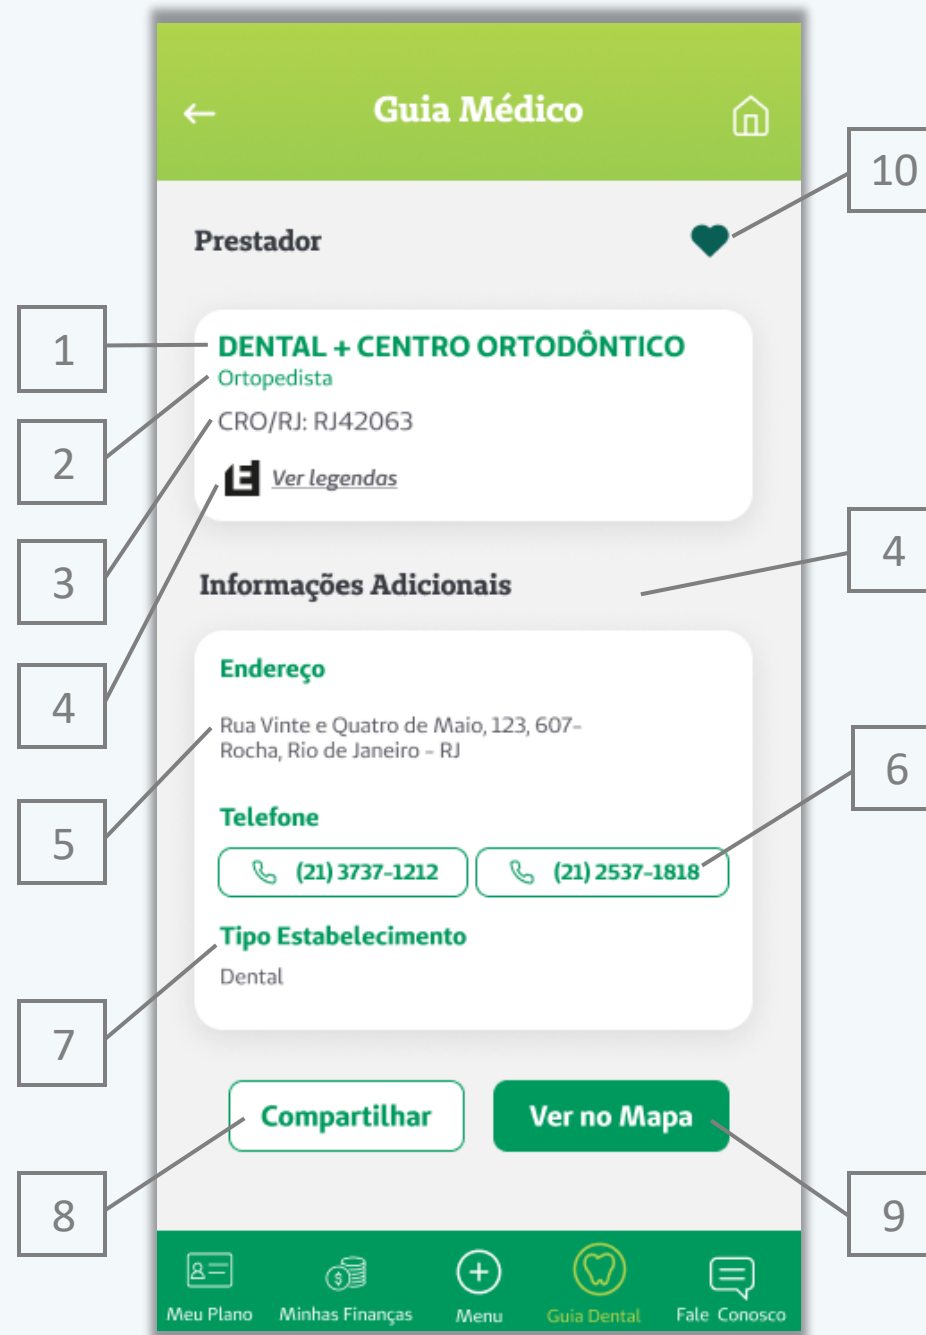 Guia Médico
10
Prestador
1
DENTAL + CENTRO ORTODÔNTICO
Ortopedista
2
CRO/RJ: RJ42063
Ver legendas
3
4
Informações Adicionais
4
Endereço
Rua Vinte e Quatro de Maio, 123, 607-
Rocha, Rio de Janeiro - RJ
5
6
Telefone
(21) 3737-1212
(21) 2537-1818
Tipo Estabelecimento
Dental
7
Compartilhar
Ver no Mapa
8
9
Meu Plano
Minhas Finanças
Menu
Guia Dental
Fale Conosco